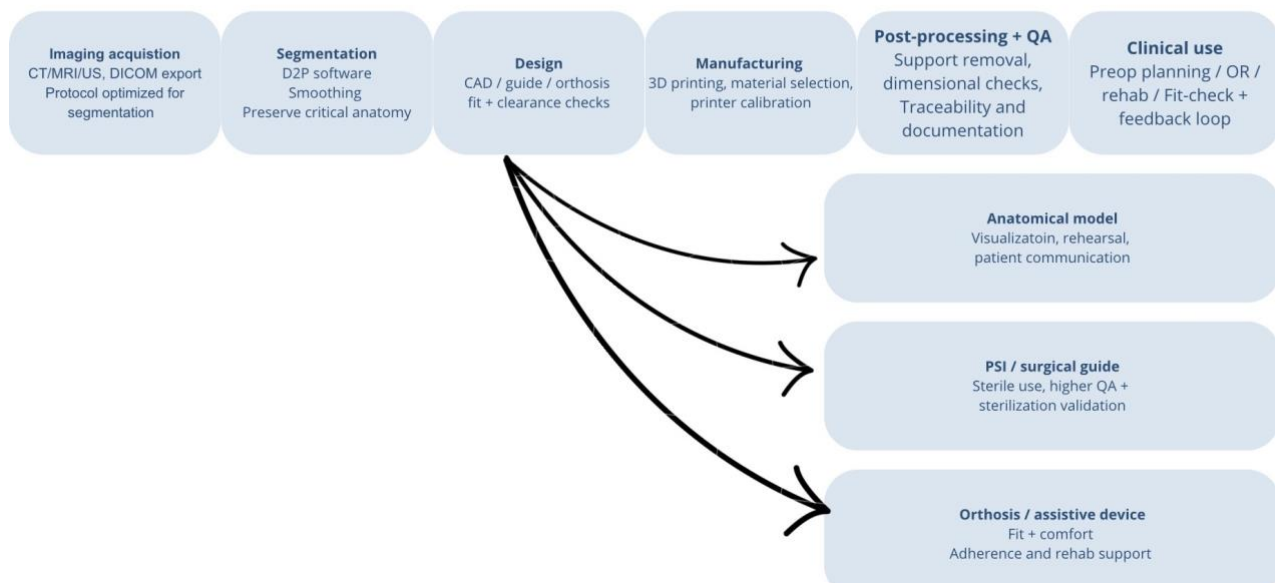 Imaging acquistion
CT/MRI/US, DICOM export
Protocol optimized for
segmentation
Segmentation
D2P software
Smoothing
Preserve critical anatomy
Design
CAD / guide / orthosis
fit + clearance checks
Manufacturing
3D printing, material selection,
printer calibration
Post-processing + QA
Support removal,
dimensional checks,
Traceability and
documentation
Clinical use
Preop planning / OR /
rehab / Fit-check +
feedback loop
Anatomical model
Visualizatoin, rehearsal,
patient communication
PSI / surgical guide
Sterile use, higher QA +
sterilization validation
Orthosis / assistive device
Fit + comfort
Adherence and rehab support